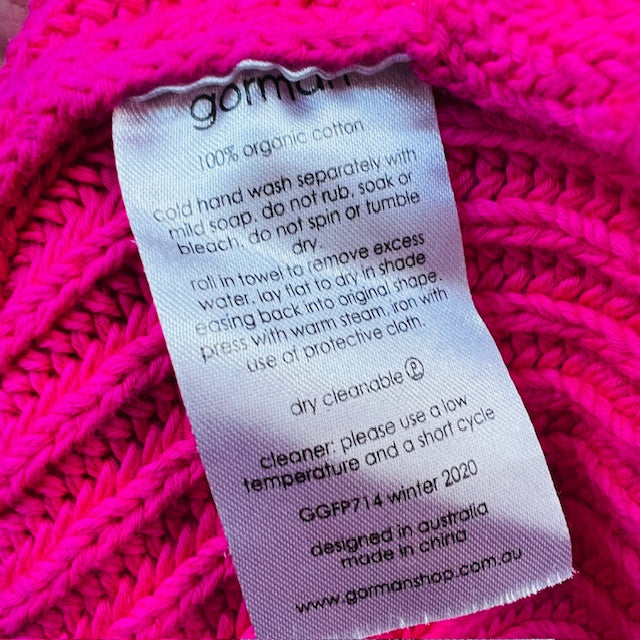 gorman
100% organic cotton
cold hand wash separately with
mild soap. do not rub, soak or
bleach. do not spin or tumble
dry.
roll in towel to remove excess
water. lay flat to dry in shade
easing back into original shape.
press with warm steam, iron with
use of protective cloth.
dry cleanable Ⓟ
cleaner: please use a low
temperature and a short cycle
GGFP714 winter 2020
designed in australia
made in china
www.gormanshop.com.au